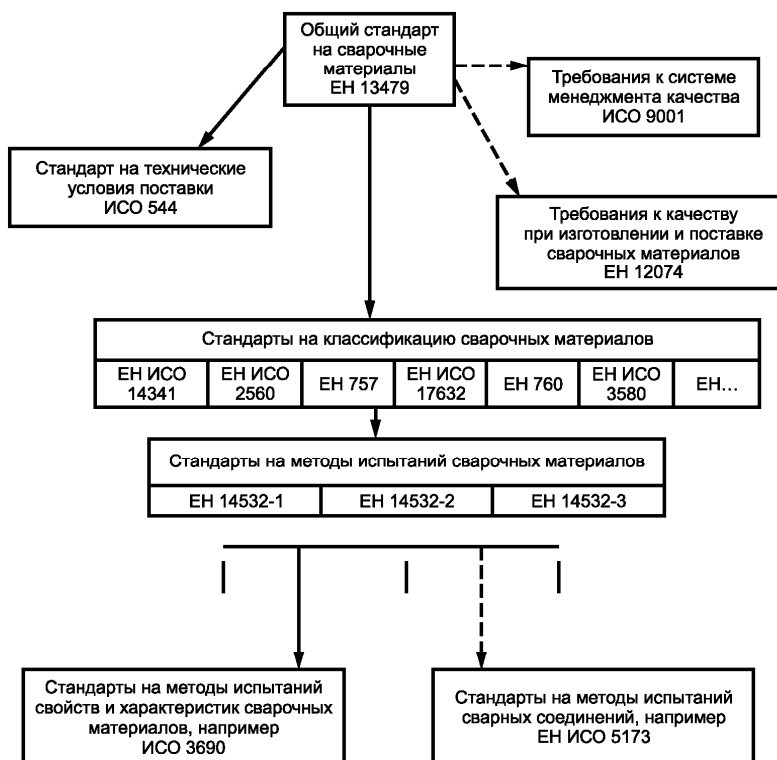 Общий стандарт
на сварочные
материалы
ЕН 13479
Требования к системе
менеджмента качества
ИСО 9001
Стандарт на технические
условия поставки
ИСО 544
Требования к качеству
при изготовлении и поставке
сварочных материалов
ЕН 12074
Стандарты на классификацию сварочных материалов
ЕН ИСО
14341
ЕН ИСО
2560
ЕН 757
ЕН ИСО
17632
ЕН 760
ЕН ИСО
3580
ЕН...
Стандарты на методы испытаний сварочных материалов
ЕН 14532-1
ЕН 14532-2
ЕН 14532-3
Стандарты на методы испытаний
свойств и характеристик сварочных
материалов, например
ИСО 3690
Стандарты на методы испытаний
сварных соединений, например
ЕН ИСО 5173